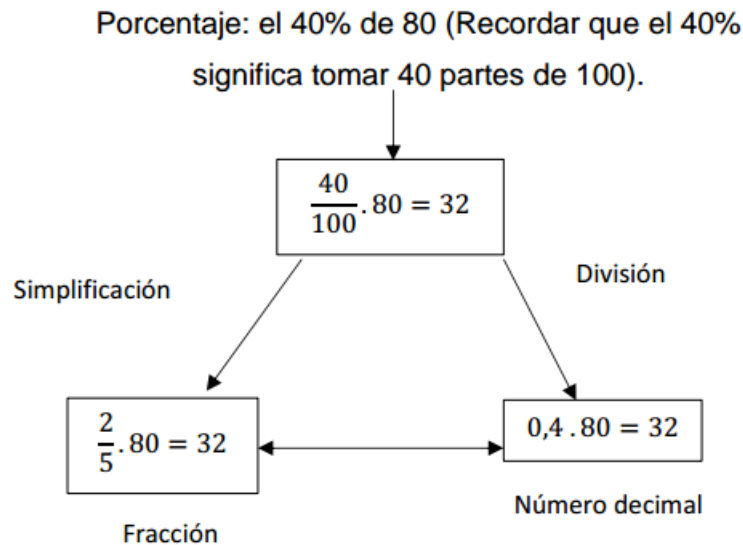 Porcentaje: el 40% de 80 (Recordar que el 40%
significa tomar 40 partes de 100).
40/100 . 80 = 32
Simplificación
División
2/5 . 80 = 32
0,4 . 80 = 32
Fracción
Número decimal